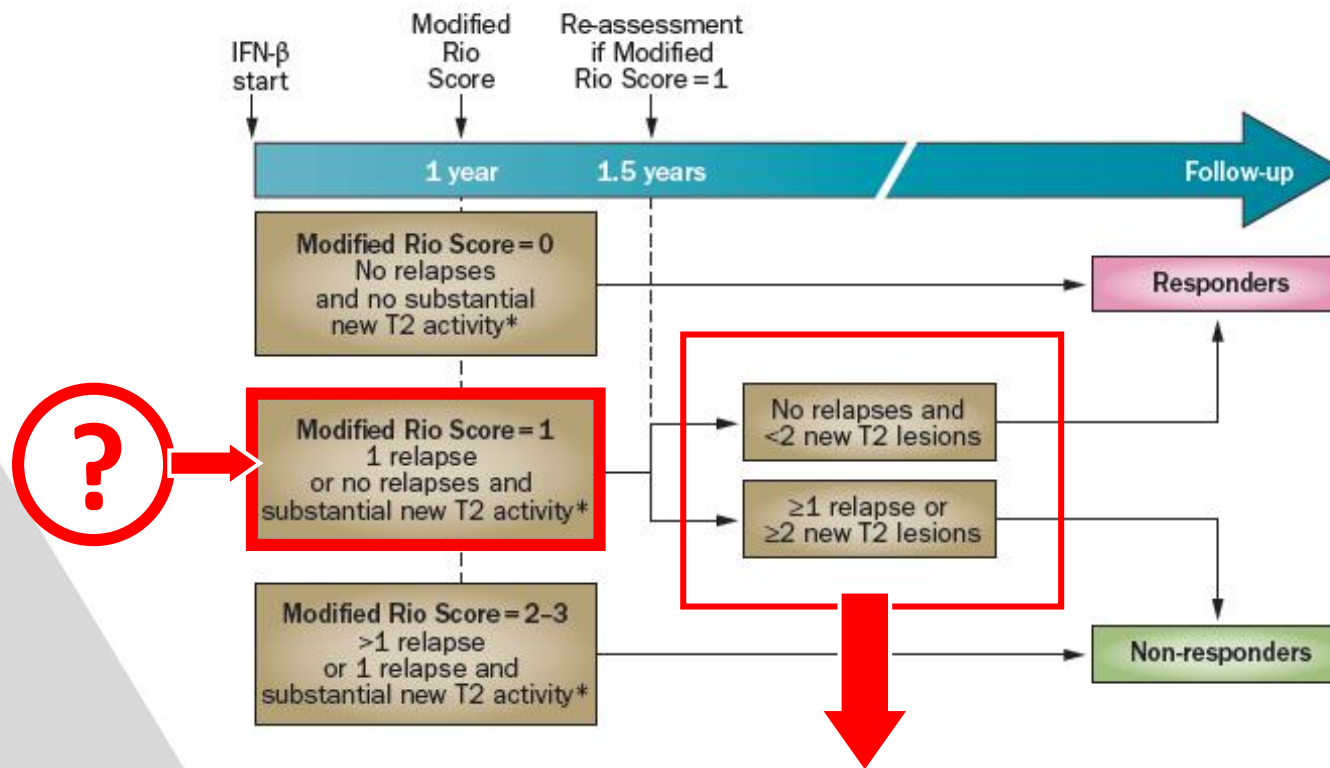 IFN-β
start
Modified
Rio
Score
Re-assessment
if Modified
Rio Score=1
1 year
1.5 years
Follow-up
Modified Rio Score=0
No relapses
and no substantial
new T2 activity*
Responders
?
Modified Rio Score=1
1 relapse
or no relapses and
substantial new T2 activity*
No relapses and
<2 new T2 lesions
≥1 relapse or
≥2 new T2 lesions
Modified Rio Score=2–3
>1 relapse
or 1 relapse and
substantial new T2 activity*
Non-responders